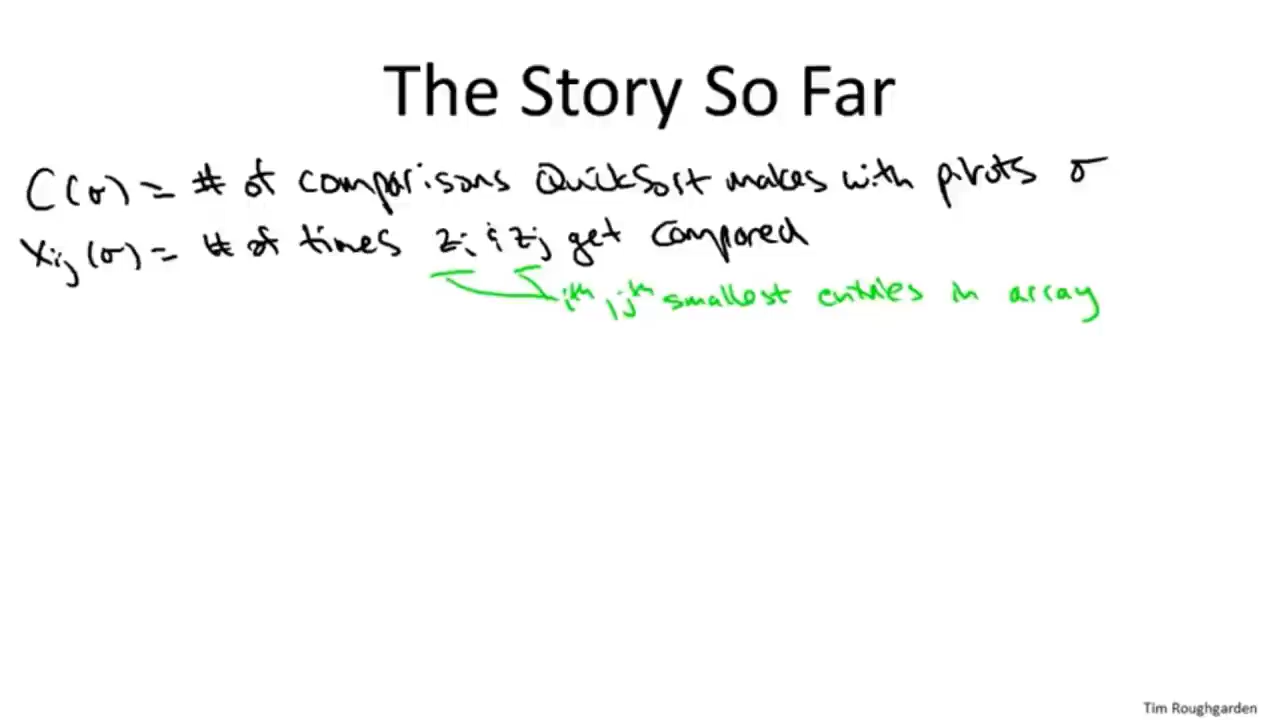 The Story So Far
C(σ) = # of comparisons QuickSort makes with pivots σ
Xij(σ) = # of times zi & zj get compared
ith, jth smallest entries in array
Tim Roughgarden